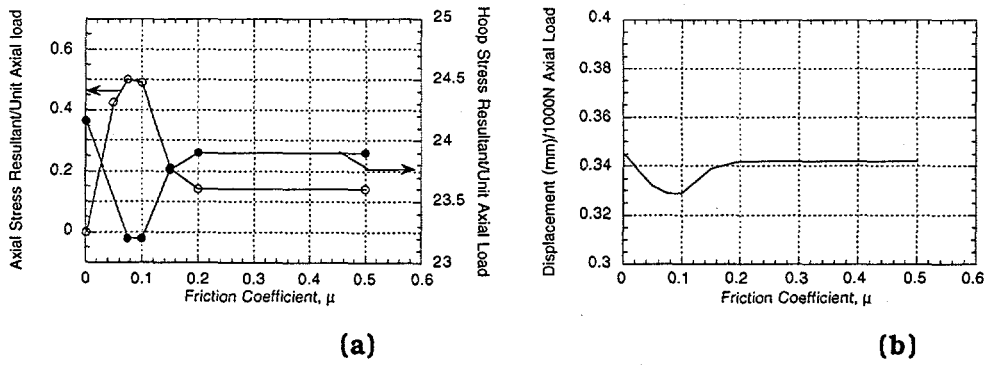 Axial Stress Resultant/Unit Axial load
0.6
0.4
0.2
0
25
24.5
24
23.5
23
Hoop Stress Resultant/Unit Axial Load
0 0.1 0.2 0.3 0.4 0.5 0.6
Friction Coefficient, μ
(a)
Displacement (mm)/1000N Axial Load
0.4
0.38
0.36
0.34
0.32
0.3
0 0.1 0.2 0.3 0.4 0.5 0.6
Friction Coefficient, μ
(b)